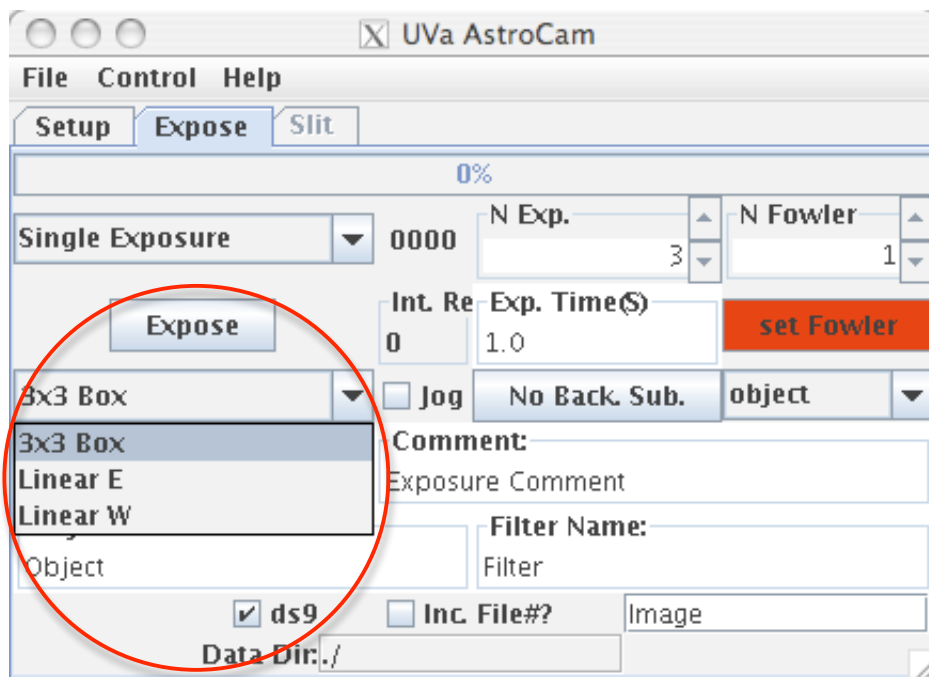 UVa AstroCam
File Control Help
Setup Expose Slit
0%
Single Exposure 0000 N Exp. 3 N Fowler 1
Expose Int. Re 0 Exp. Time(S) 1.0 set Fowler
3x3 Box Jog No Back. Sub. object
3x3 Box
Linear E
Linear W
Comment:
Exposure Comment
Filter Name:
Object Filter
ds9 Inc. File#? Image
Data Dir: ./